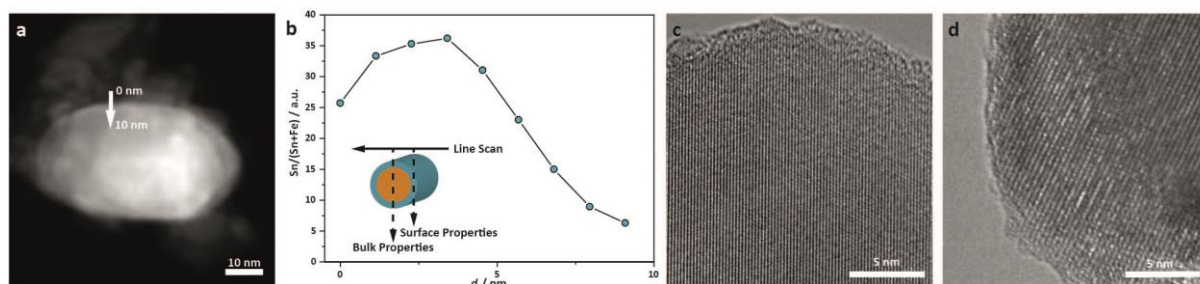 a
0 nm
10 nm
10 nm
b
Sn/(Sn+Fe) / a.u.
40
35
30
25
20
15
10
5
0
Line Scan
Surface Properties
Bulk Properties
0
5
10
d / nm
c
5 nm
d
5 nm